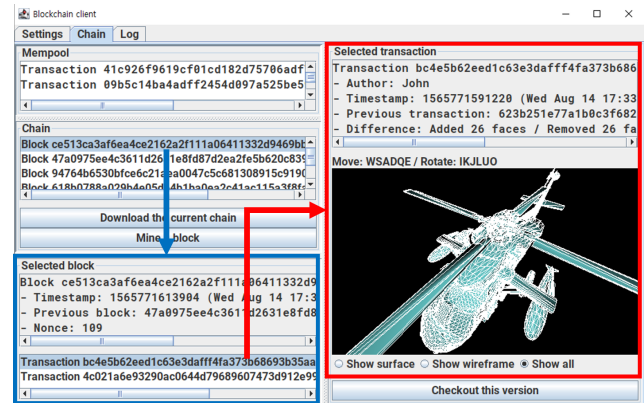 Blockchain client
Settings Chain Log
Mempool
Transaction 41c926f9619cf01cd182d75706adf
Transaction 09b5c14ba4adff2454d097a525be5
Chain
Block ce513ca3af6ea4ce2162a2f111a06411332d9469bb
Block 47a0975ee4c3611d2631e8fd87d2ea2fe5b620c839
Block 94764b6530bfce6c21aea0047c5c681308915c9190
Block 618b0788a029b4e05d64b1ba0ea2c41ac115a3f8f
Download the current chain
Mine block
Selected block
Block ce513ca3af6ea4ce2162a2f111a06411332d9
- Timestamp: 1565771613904 (Wed Aug 14 17:3
- Previous block: 47a0975ee4c3611d2631e8fd8
- Nonce: 109
Transaction bc4e5b62eed1c63e3dafff4fa373b68693b35aa
Transaction 4c021a6e93290ac0644d79689607473d912e99
Selected transaction
Transaction bc4e5b62eed1c63e3dafff4fa373b686
- Author: John
- Timestamp: 1565771591220 (Wed Aug 14 17:33
- Previous transaction: 623b251e77a1b0c3f682
- Difference: Added 26 faces / Removed 26 fa
Move: WSADQE / Rotate: IKJLUO
Show surface Show wireframe Show all
Checkout this version